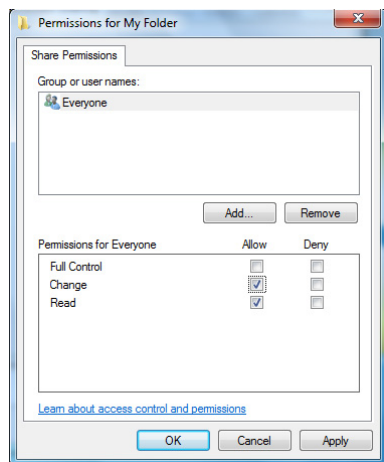 Permissions for My Folder
Share Permissions
Group or user names:
Everyone
Add... Remove
Permissions for Everyone Allow Deny
Full Control
Change
Read
Learn about access control and permissions
OK Cancel Apply